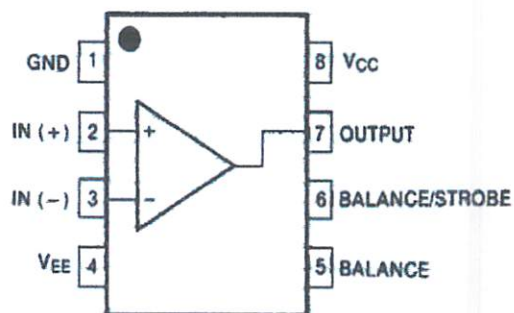 GND 1
8 VCC
IN (+) 2
+
7 OUTPUT
IN (−) 3
−
6 BALANCE/STROBE
VEE 4
5 BALANCE